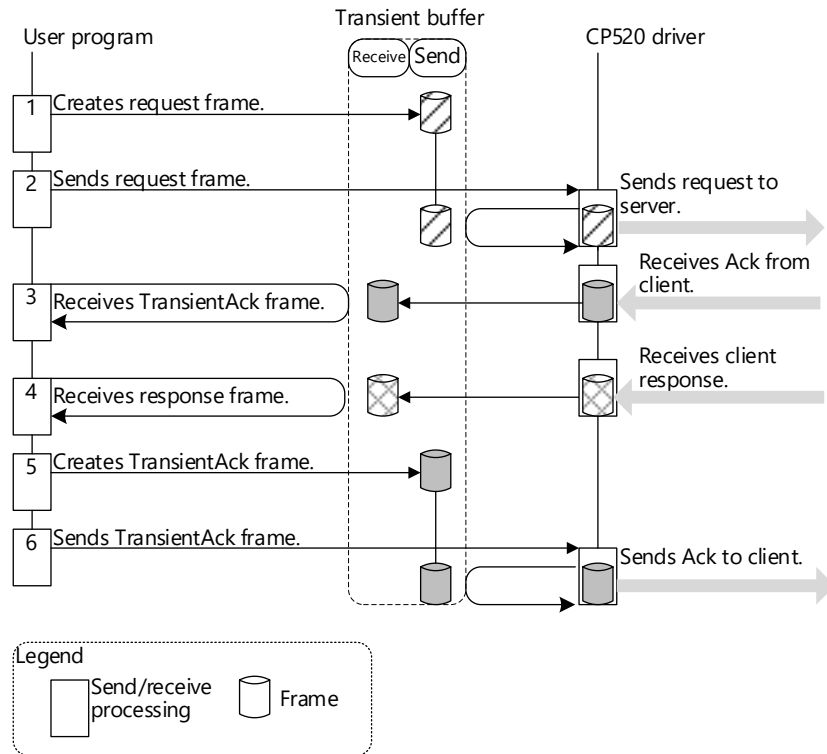 Transient buffer
User program
CP520 driver
Receive
Send
1
Creates request frame.
2
Sends request frame.
Sends request to
server.
3
Receives TransientAck frame.
Receives Ack from
client.
4
Receives response frame.
Receives client
response.
5
Creates TransientAck frame.
6
Sends TransientAck frame.
Sends Ack to client.
Legend
Send/receive
processing
Frame